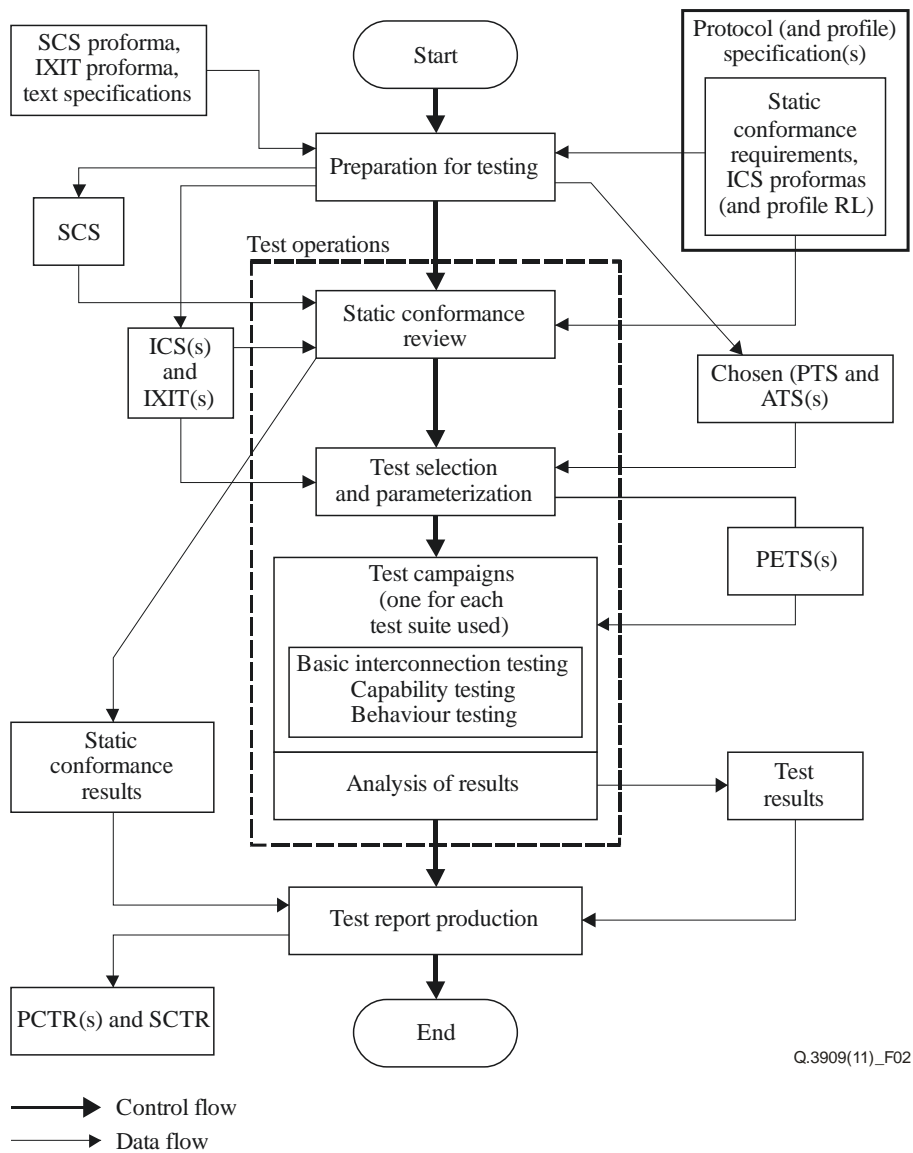 SCS proforma,
IXIT proforma,
text specifications
Start
Protocol (and profile)
specification(s)
Static
conformance
requirements,
ICS proformas
(and profile RL)
Preparation for testing
SCS
Test operations
Static conformance
review
ICS(s)
and
IXIT(s)
Chosen (PTS and
ATS(s)
Test selection
and parameterization
PETS(s)
Test campaigns
(one for each
test suite used)
Basic interconnection testing
Capability testing
Behaviour testing
Static
conformance
results
Analysis of results
Test
results
Test report production
PCTR(s) and SCTR
End
Q.3909(11)_F02
Control flow
Data flow